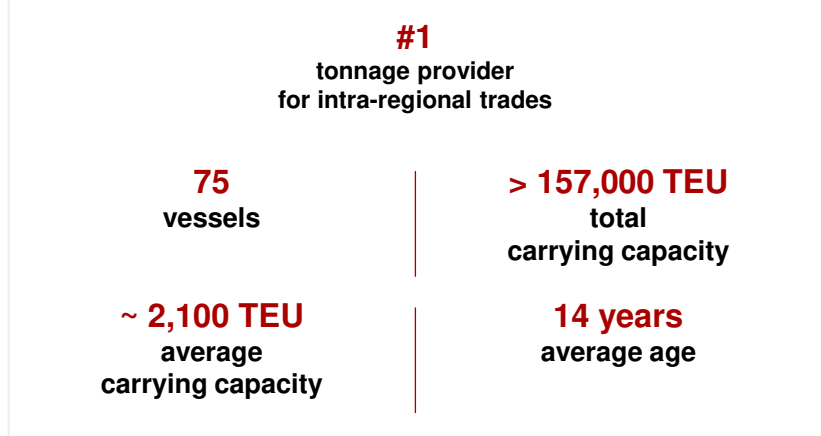 #1
tonnage provider
for intra-regional trades
75
vessels
> 157,000 TEU
total
carrying capacity
~ 2,100 TEU
average
carrying capacity
14 years
average age